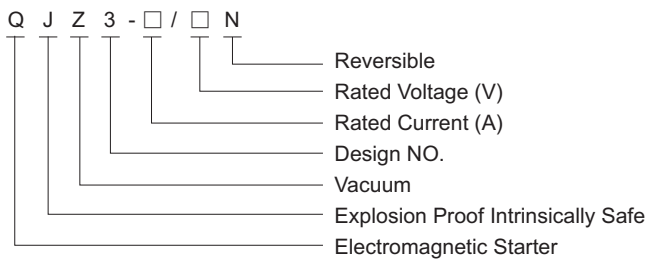 Q J Z 3 - □ / □ N
Reversible
Rated Voltage (V)
Rated Current (A)
Design NO.
Vacuum
Explosion Proof Intrinsically Safe
Electromagnetic Starter